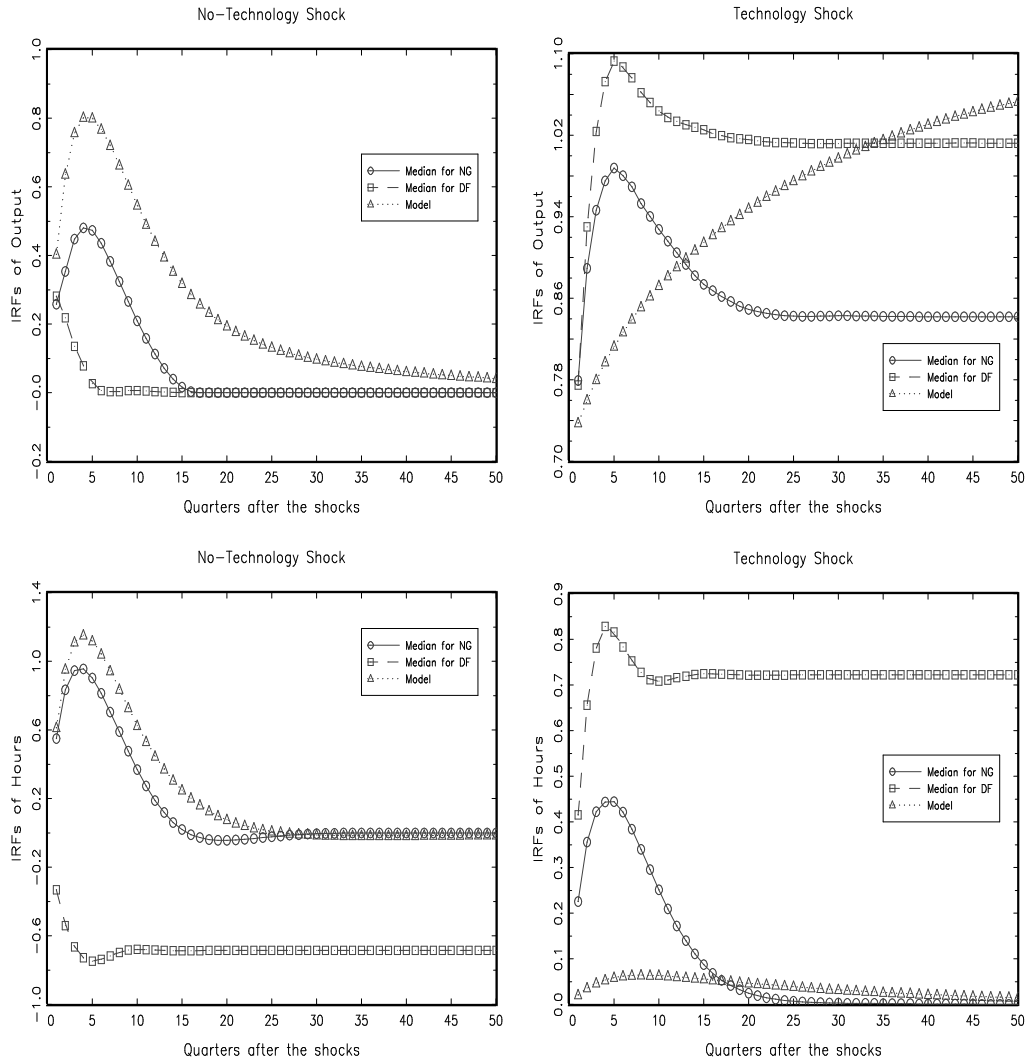 No-Technology Shock
IRFs of Output
1.0
0.8
0.6
0.4
0.2
-0.0
-0.2
Median for NG
Median for DF
Model
0 5 10 15 20 25 30 35 40 45 50
Quarters after the shocks
Technology Shock
IRFs of Output
1.10
1.02
0.94
0.86
0.78
0.70
Median for NG
Median for DF
Model
0 5 10 15 20 25 30 35 40 45 50
Quarters after the shocks
No-Technology Shock
IRFs of Hours
1.4
1.0
0.6
0.2
-0.2
-0.6
-1.0
Median for NG
Median for DF
Model
0 5 10 15 20 25 30 35 40 45 50
Quarters after the shocks
Technology Shock
IRFs of Hours
0.9
0.8
0.7
0.6
0.5
0.4
0.3
0.2
0.1
0.0
Median for NG
Median for DF
Model
0 5 10 15 20 25 30 35 40 45 50
Quarters after the shocks